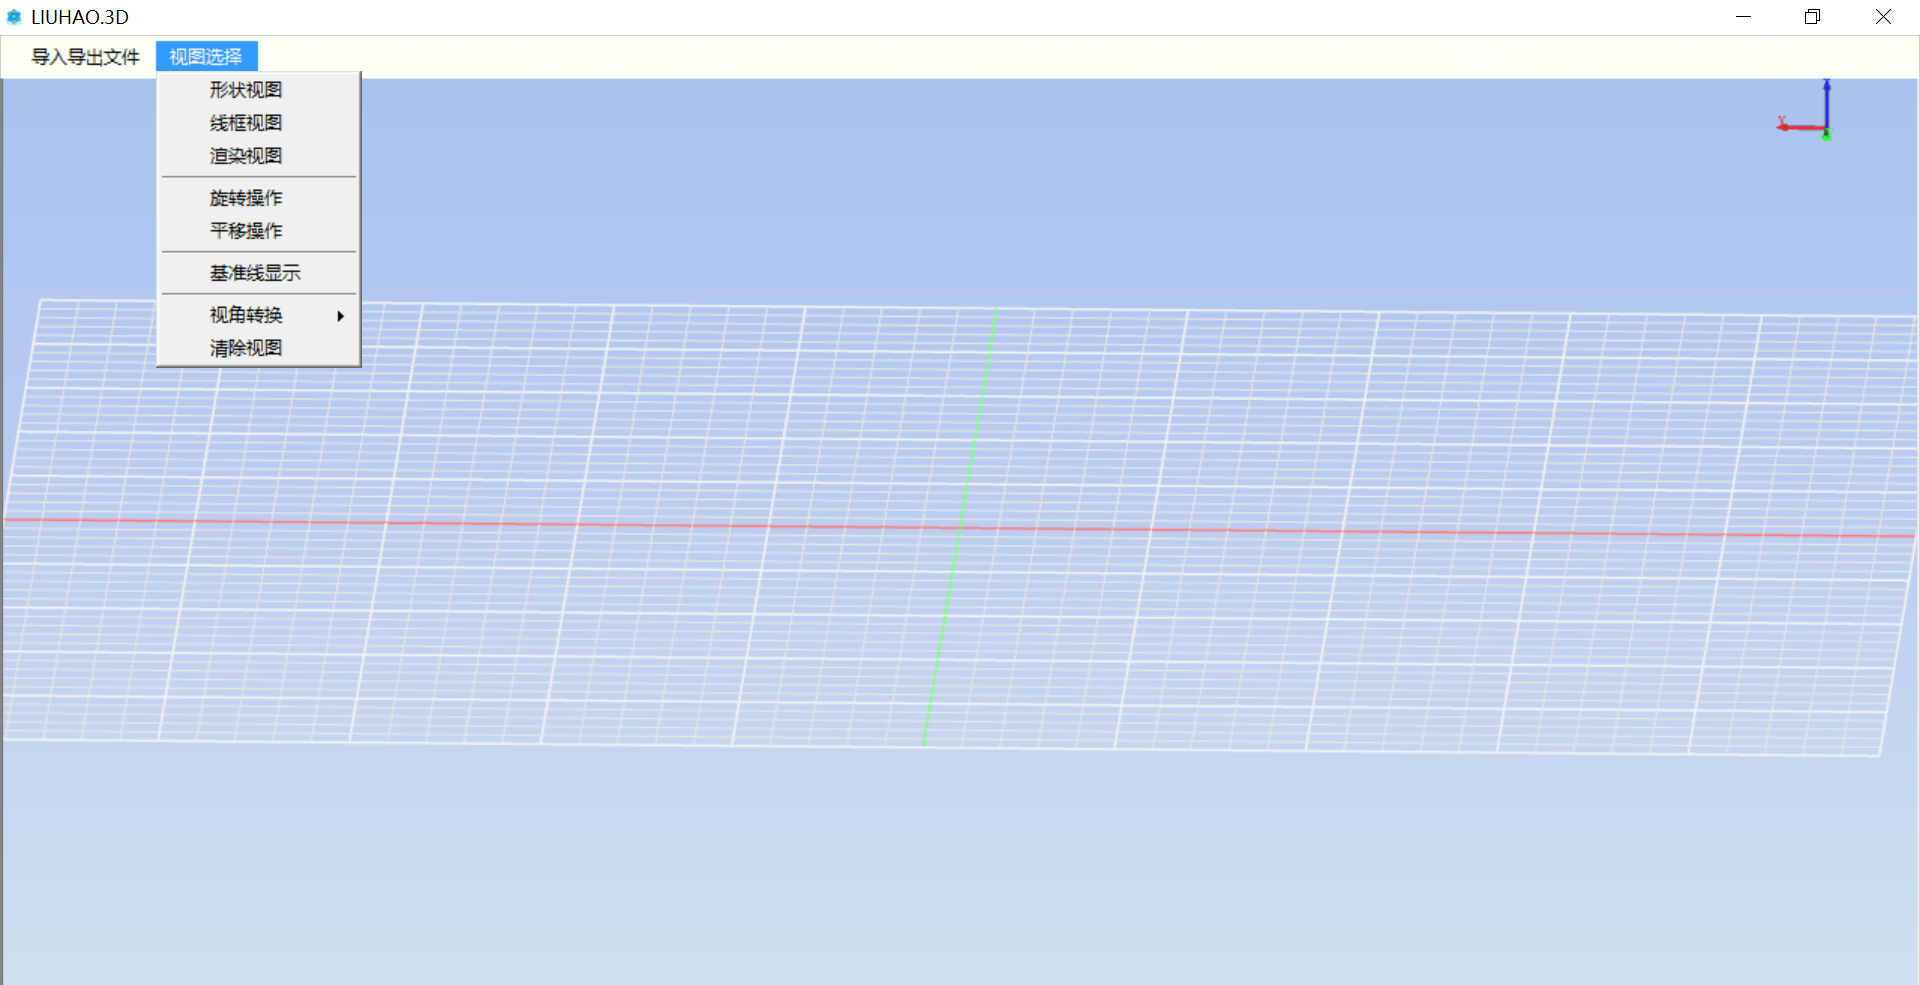 LIUHAO.3D
导入导出文件 视图选择
形状视图
线框视图
渲染视图
旋转操作
平移操作
基准线显示
视角转换
清除视图